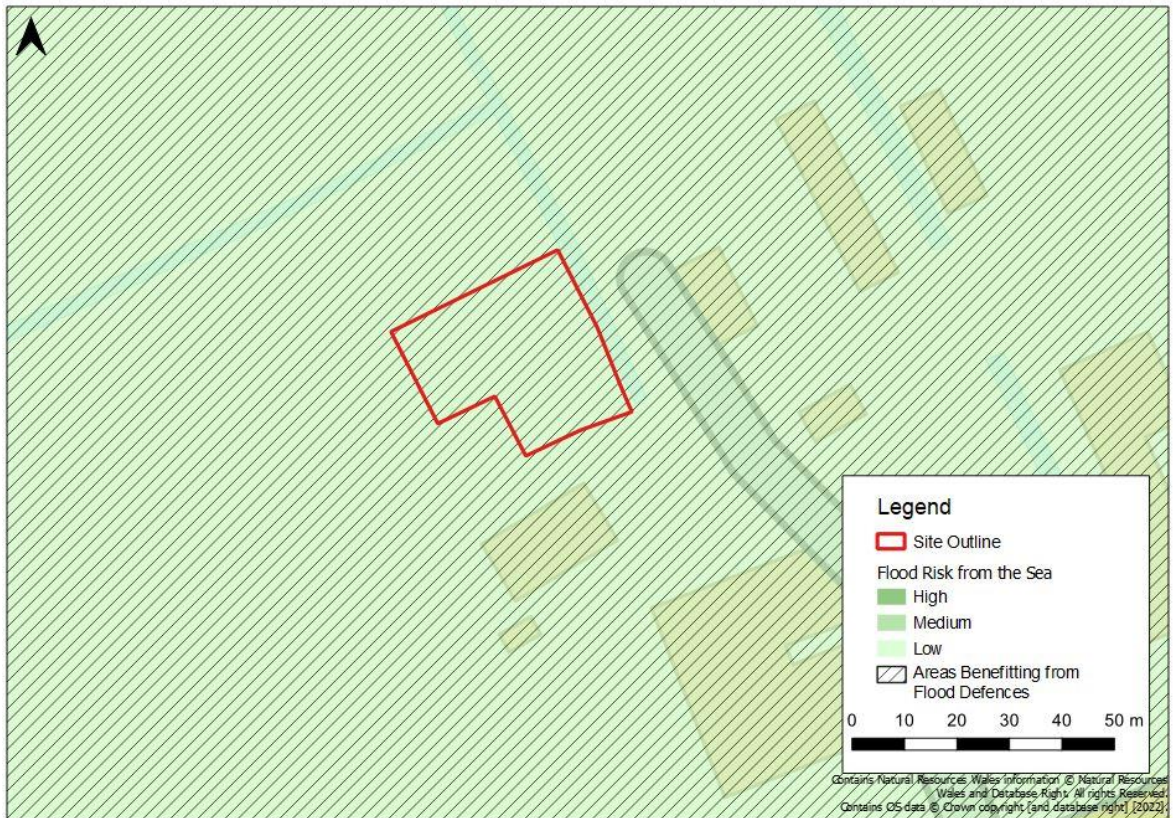 Legend
Site Outline
Flood Risk from the Sea
High
Medium
Low
Areas Benefitting from
Flood Defences
0 10 20 30 40 50 m
Contains Natural Resources Wales information © Natural Resources
Wales and Database Right. All rights Reserved.
Contains OS data © Crown copyright [and database right] [2022].